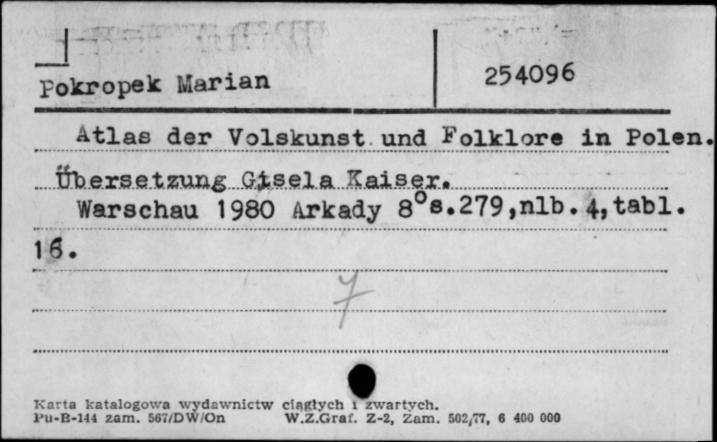 Pokropek Marian
254096
Atlas der Volskunst und Folklore in Polen.
Übersetzung Gisela Kaiser.
Warschau 1980 Arkady 8°s.279,nlb.4,tabl.
16.
7
Karta katalogowa wydawnictw ciągłych i zwartych.
Pu-B-144 zam. 567/DW/On W.Z.Graf. Z-2, Zam. 502/77, 6 400 000